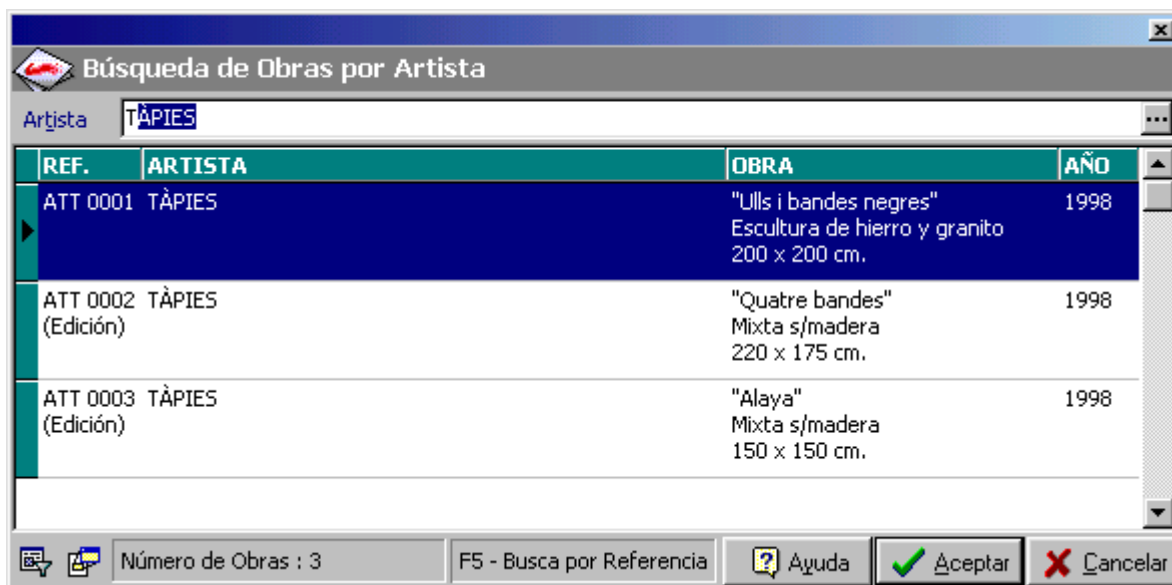 Búsqueda de Obras por Artista
Artista TÀPIES ...
REF. ARTISTA OBRA AÑO
ATT 0001 TÀPIES "Ulls i bandes negres" 1998
Escultura de hierro y granito
200 x 200 cm.
ATT 0002 TÀPIES "Quatre bandes" 1998
(Edición) Mixta s/madera
220 x 175 cm.
ATT 0003 TÀPIES "Alaya" 1998
(Edición) Mixta s/madera
150 x 150 cm.
Número de Obras : 3 F5 - Busca por Referencia Ayuda Aceptar Cancelar